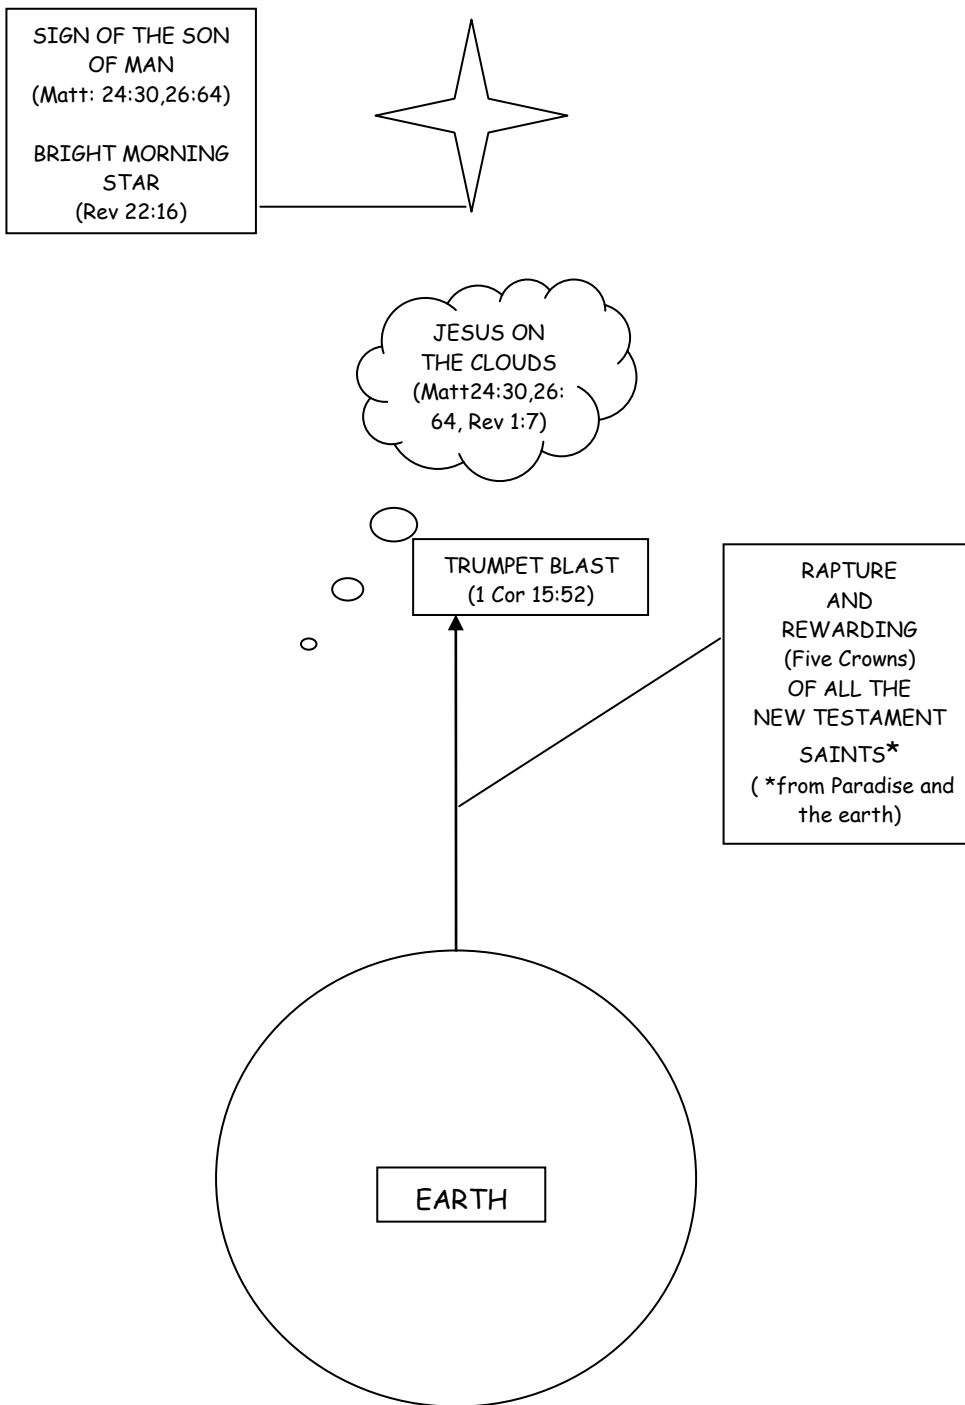 SIGN OF THE SON
OF MAN
(Matt: 24:30,26:64)
BRIGHT MORNING
STAR
(Rev 22:16)
JESUS ON
THE CLOUDS
(Matt24:30,26:
64, Rev 1:7)
TRUMPET BLAST
(1 Cor 15:52)
RAPTURE
AND
REWARDING
(Five Crowns)
OF ALL THE
NEW TESTAMENT
SAINTS*
( *from Paradise and
the earth)
EARTH